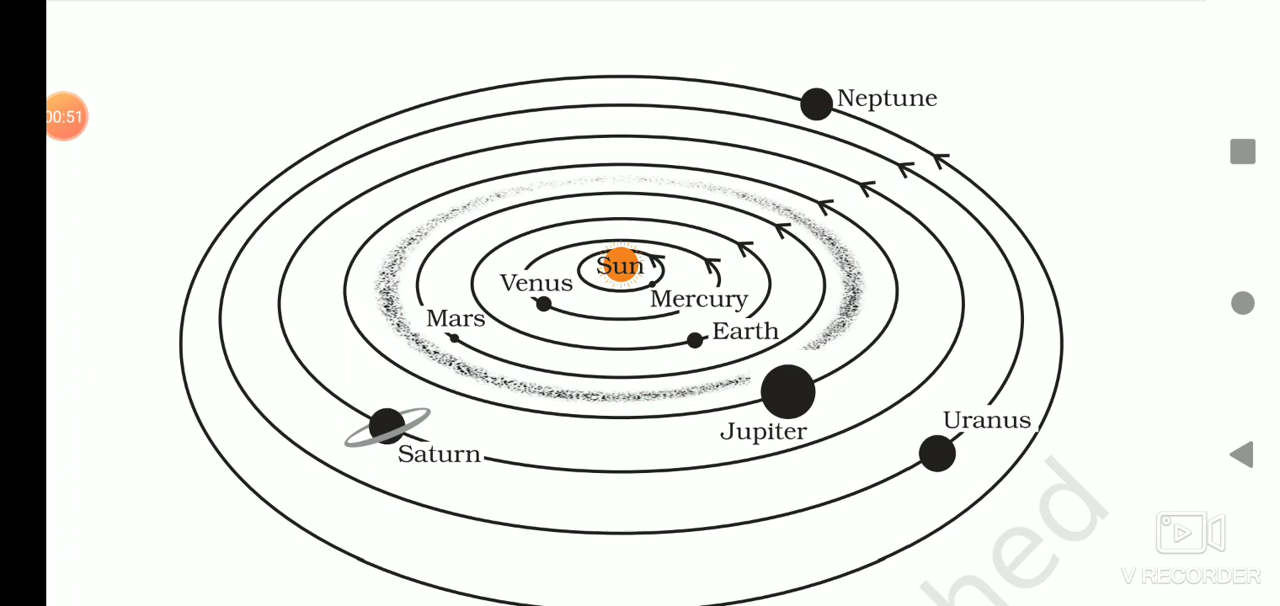 Neptune
00:51
Sun
Venus
Mercury
Mars
Earth
Uranus
Jupiter
Saturn
hed
V RECORDER